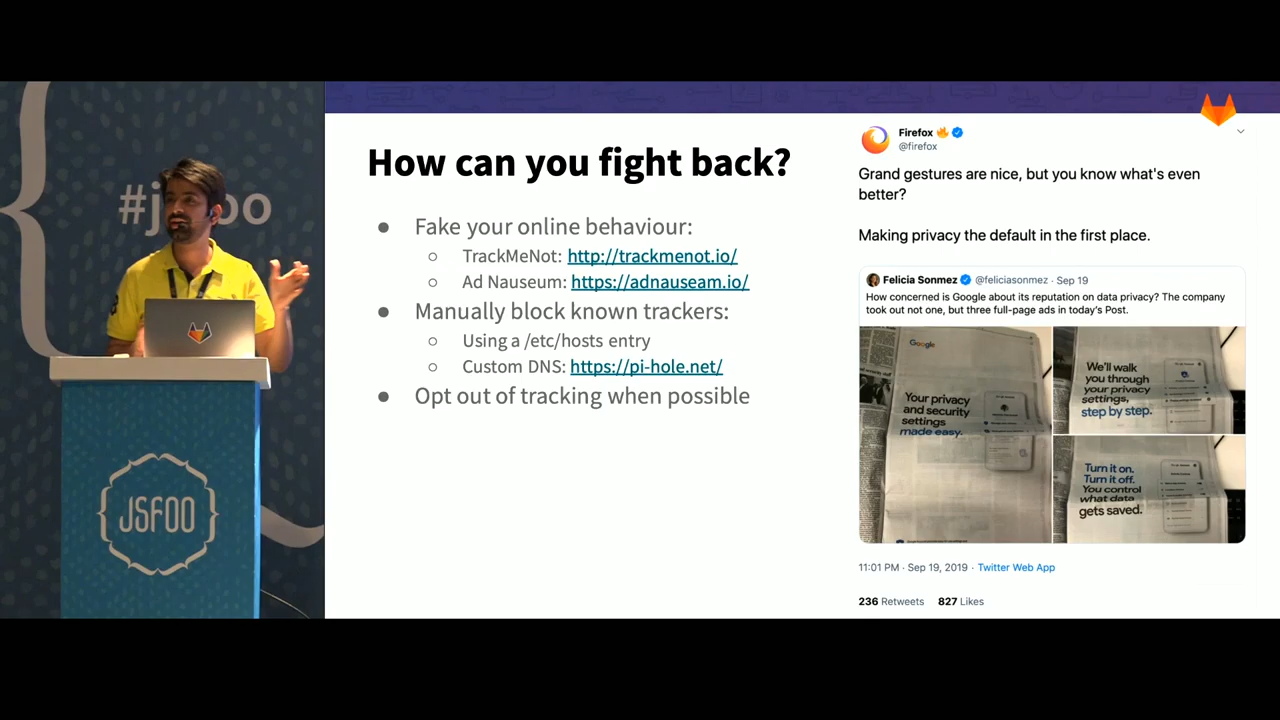 #jsfoo
JSFOO
How can you fight back?
● Fake your online behaviour:
○ TrackMeNot: http://trackmenot.io/
○ Ad Nauseum: https://adnauseam.io/
● Manually block known trackers:
○ Using a /etc/hosts entry
○ Custom DNS: https://pi-hole.net/
● Opt out of tracking when possible
Firefox
@firefox
Grand gestures are nice, but you know what's even
better?
Making privacy the default in the first place.
Felicia Sonmez @feliciasonmez · Sep 19
How concerned is Google about its reputation on data privacy? The company
took out not one, but three full-page ads in today's Post.
Google
Your privacy
and security
settings
made easy.
We'll walk
you through
your privacy
settings,
step by step.
Turn it on.
Turn it off.
You control
what data
gets saved.
11:01 PM · Sep 19, 2019 · Twitter Web App
236 Retweets 827 Likes